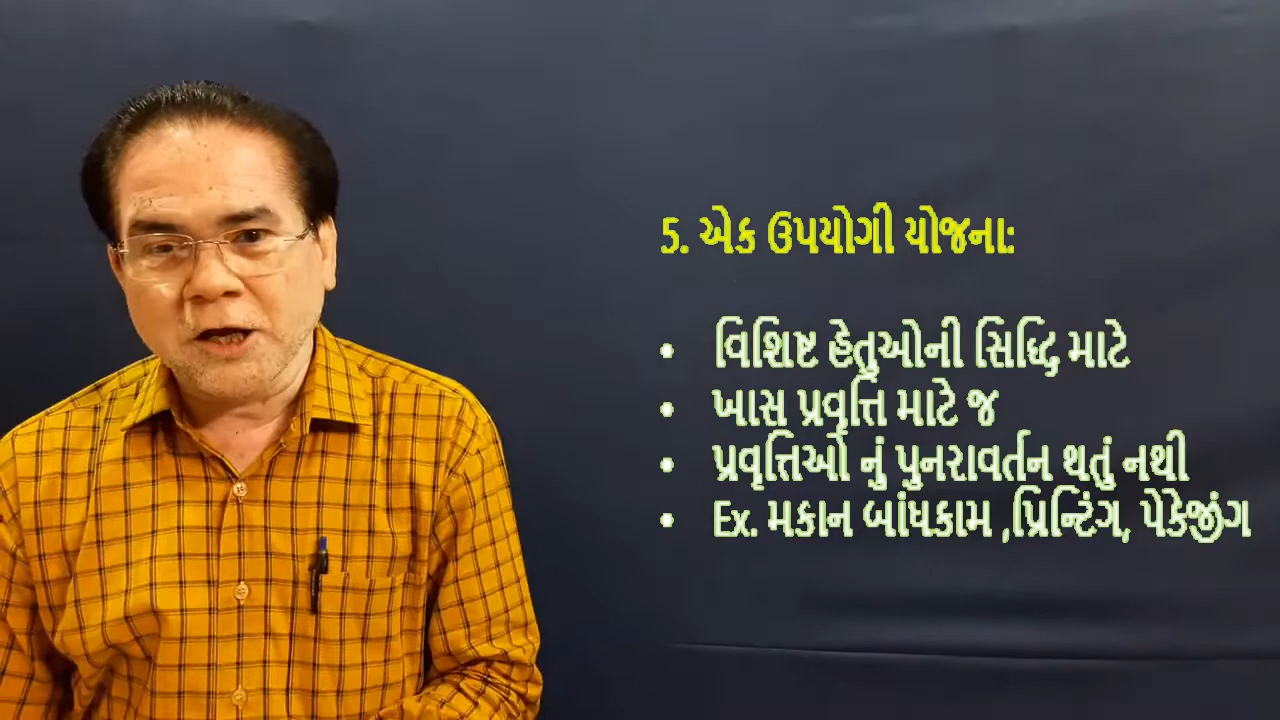 5. એક ઉપયોગી યોજના:
• વિશિષ્ટ હેતુઓની સિધ્ધિ માટે
• ખાસ પ્રવૃત્તિ માટે જ
• પ્રવૃત્તિઓ નું પુનરાવર્તન થતું નથી
• Ex. મકાન બાંધકામ ,પ્રિન્ટિંગ, પેકેજીંગ